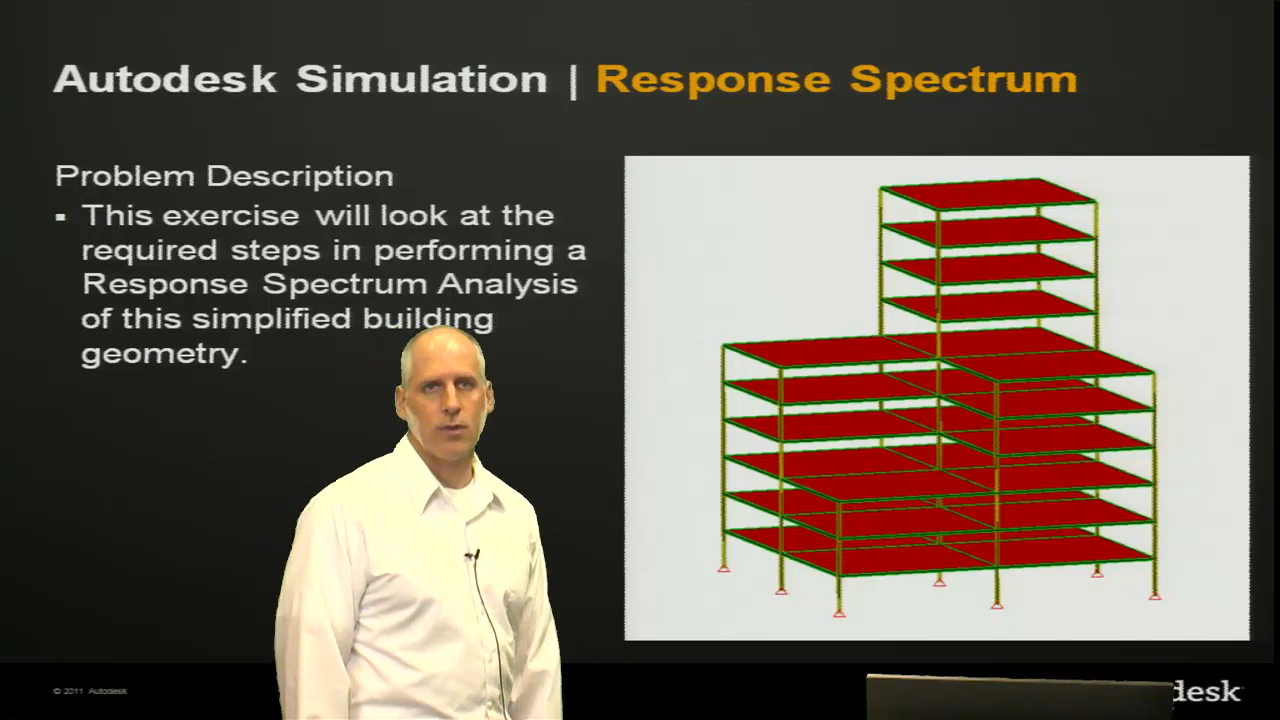 Autodesk Simulation | Response Spectrum
Problem Description
▪ This exercise will look at the
required steps in performing a
Response Spectrum Analysis
of this simplified building
geometry.
© 2011 Autodesk
desk